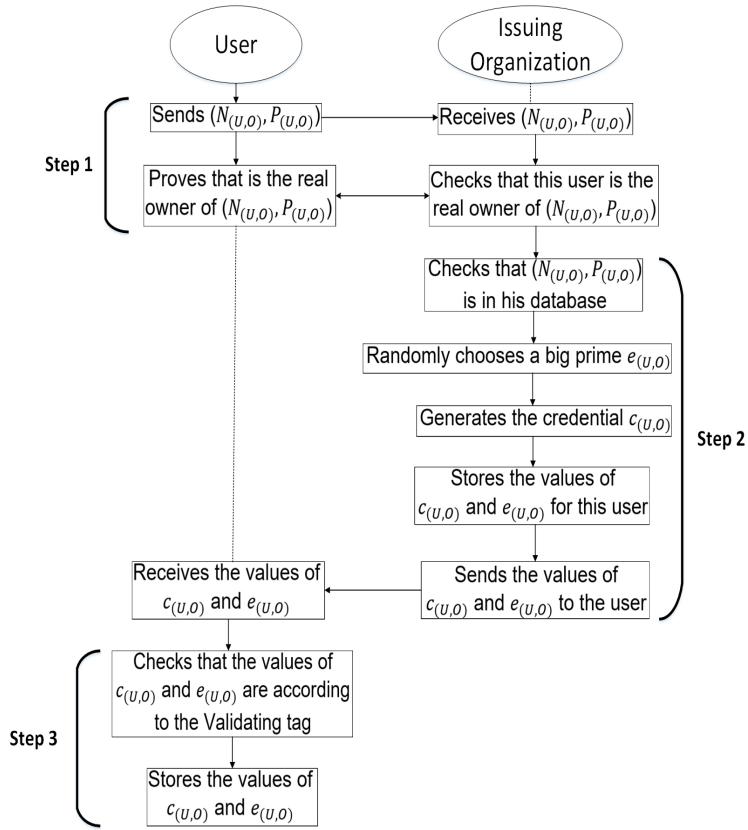 User
Issuing
Organization
Step 1
Sends (N(U,O), P(U,O))
Receives (N(U,O), P(U,O))
Proves that is the real
owner of (N(U,O), P(U,O))
Checks that this user is the
real owner of (N(U,O), P(U,O))
Step 2
Checks that (N(U,O), P(U,O))
is in his database
Randomly chooses a big prime e(U,O)
Generates the credential c(U,O)
Stores the values of
c(U,O) and e(U,O) for this user
Sends the values of
c(U,O) and e(U,O) to the user
Receives the values of
c(U,O) and e(U,O)
Step 3
Checks that the values of
c(U,O) and e(U,O) are according
to the Validating tag
Stores the values of
c(U,O) and e(U,O)